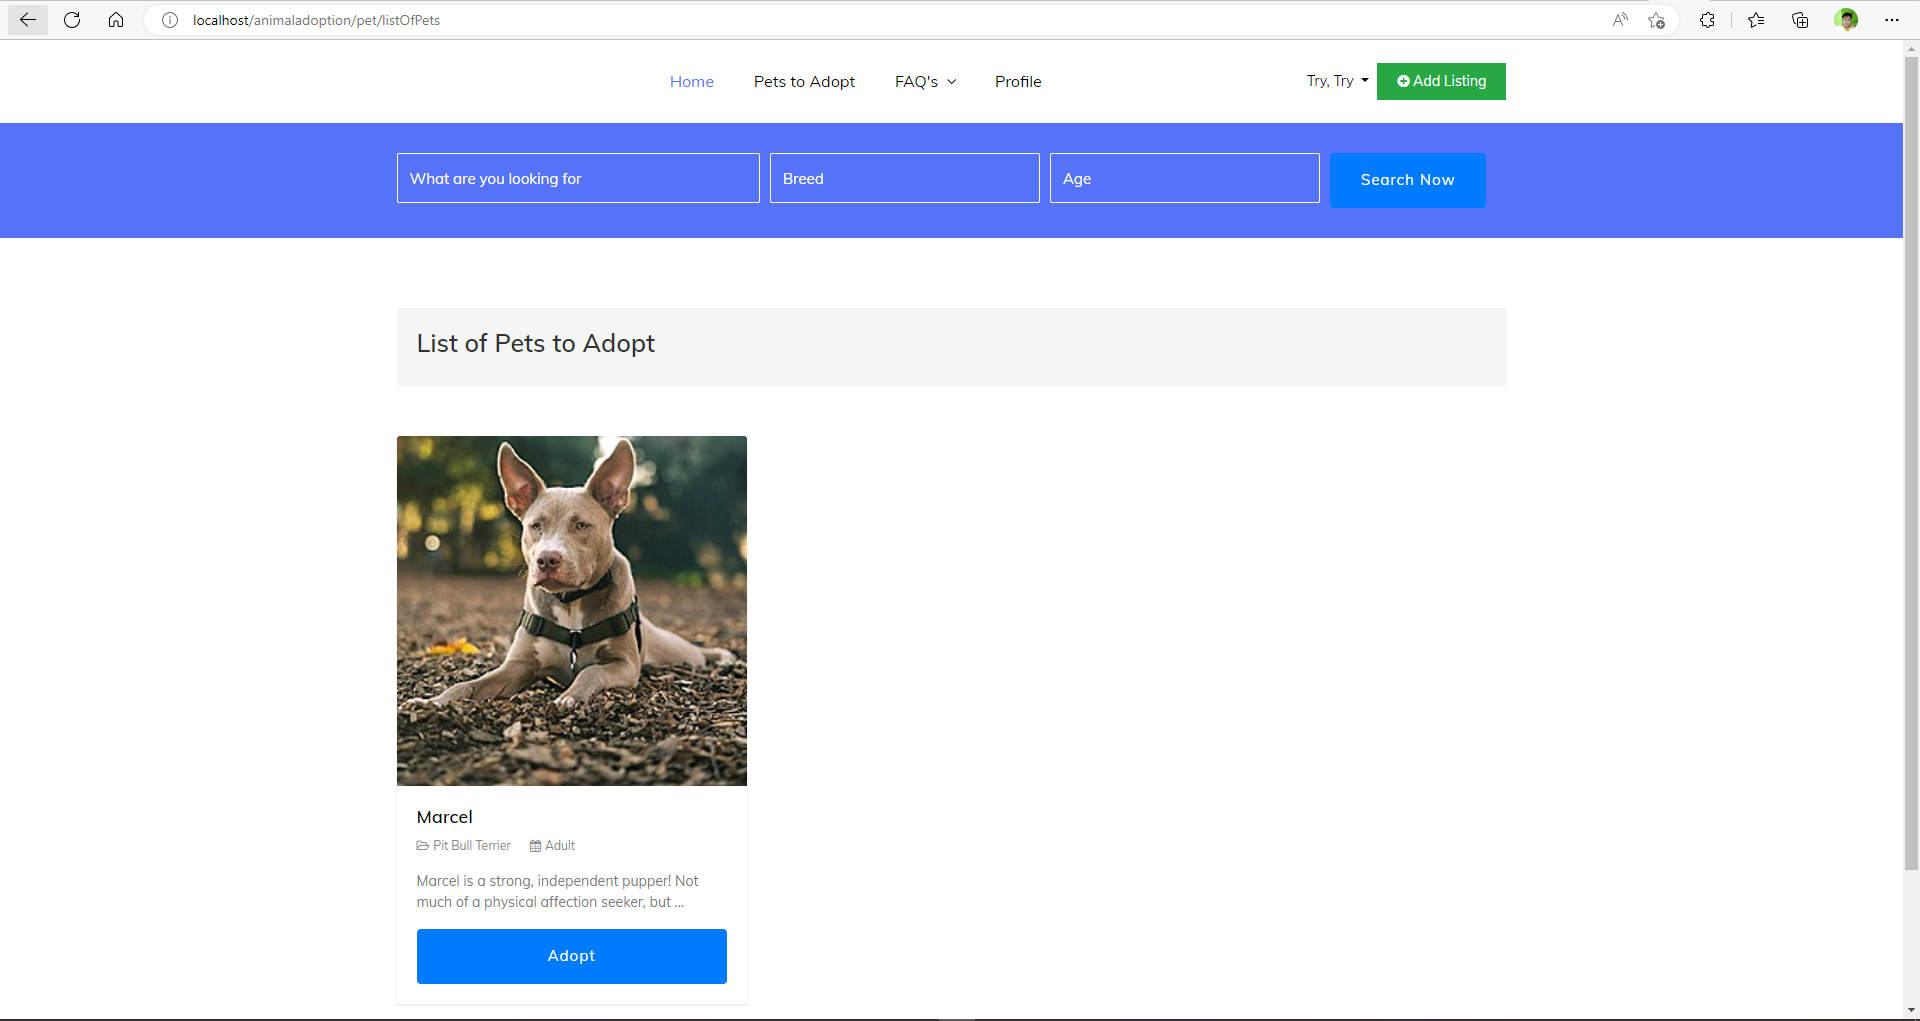 localhost/animaladoption/pet/listOfPets
Home Pets to Adopt FAQ's Profile Try, Try Add Listing
What are you looking for Breed Age Search Now
List of Pets to Adopt
Marcel
Pit Bull Terrier Adult
Marcel is a strong, independent pupper! Not
much of a physical affection seeker, but ...
Adopt